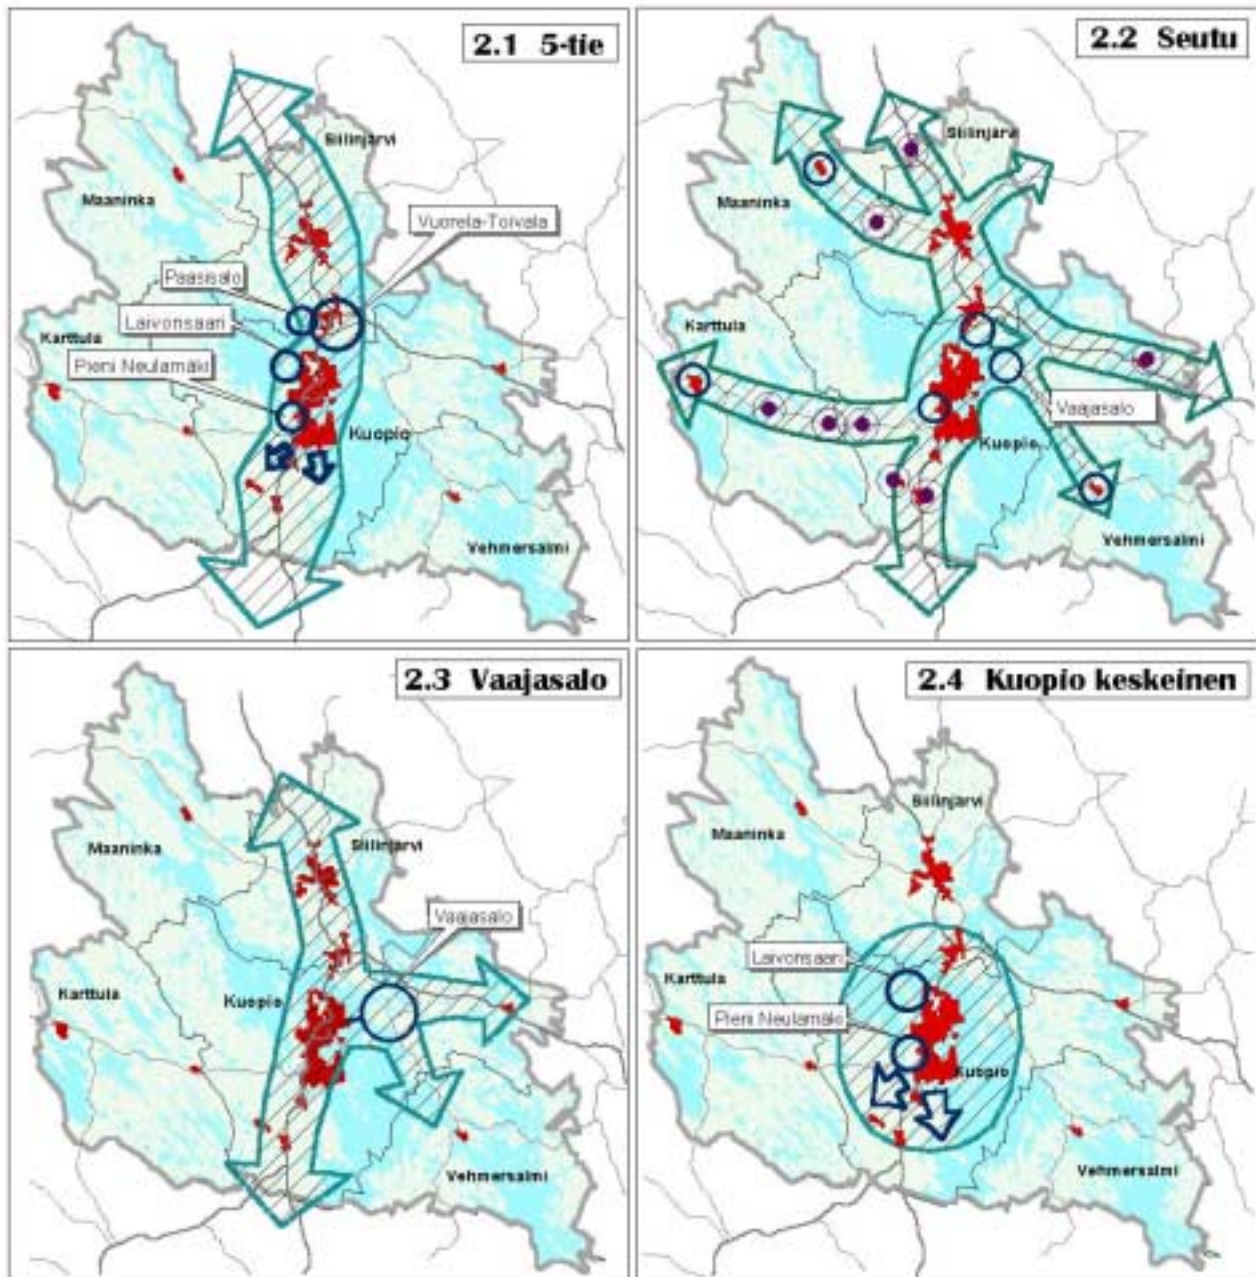 2.1 5-tie
Siilinjärvi
Maaninka
Vuorela-Toivala
Paasisalo
Laivonsaari
Karttula
Pieni Neulamäki
Kuopio
Vehmersalmi
2.2 Seutu
Siilinjärvi
Maaninka
Karttula
Vaajasalo
Kuopio
Vehmersalmi
2.3 Vaajasalo
Maaninka
Siilinjärvi
Vaajasalo
Karttula
Kuopio
Vehmersalmi
2.4 Kuopio keskeinen
Siilinjärvi
Maaninka
Laivonsaari
Karttula
Pieni Neulamäki
Kuopio
Vehmersalmi